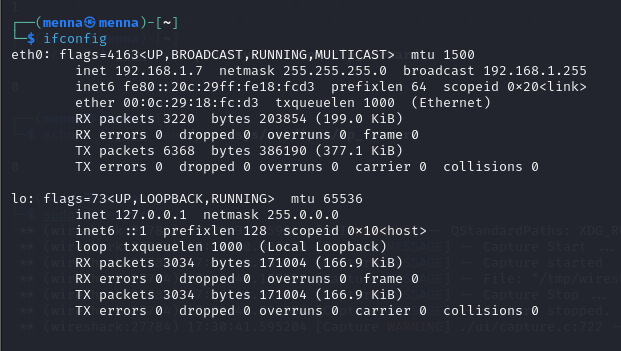 ┌──(menna㉿menna)-[~]
└─$ ifconfig
eth0: flags=4163<UP,BROADCAST,RUNNING,MULTICAST>  mtu 1500
        inet 192.168.1.7  netmask 255.255.255.0  broadcast 192.168.1.255
        inet6 fe80::20c:29ff:fe18:fcd3  prefixlen 64  scopeid 0×20<link>
        ether 00:0c:29:18:fc:d3  txqueuelen 1000  (Ethernet)
        RX packets 3220  bytes 203854 (199.0 KiB)
        RX errors 0  dropped 0  overruns 0  frame 0
        TX packets 6368  bytes 386190 (377.1 KiB)
        TX errors 0  dropped 0 overruns 0  carrier 0  collisions 0
lo: flags=73<UP,LOOPBACK,RUNNING>  mtu 65536
        inet 127.0.0.1  netmask 255.0.0.0
        inet6 ::1  prefixlen 128  scopeid 0×10<host>
        loop  txqueuelen 1000  (Local Loopback)
        RX packets 3034  bytes 171004 (166.9 KiB)
        RX errors 0  dropped 0  overruns 0  frame 0
        TX packets 3034  bytes 171004 (166.9 KiB)
        TX errors 0  dropped 0 overruns 0  carrier 0  collisions 0